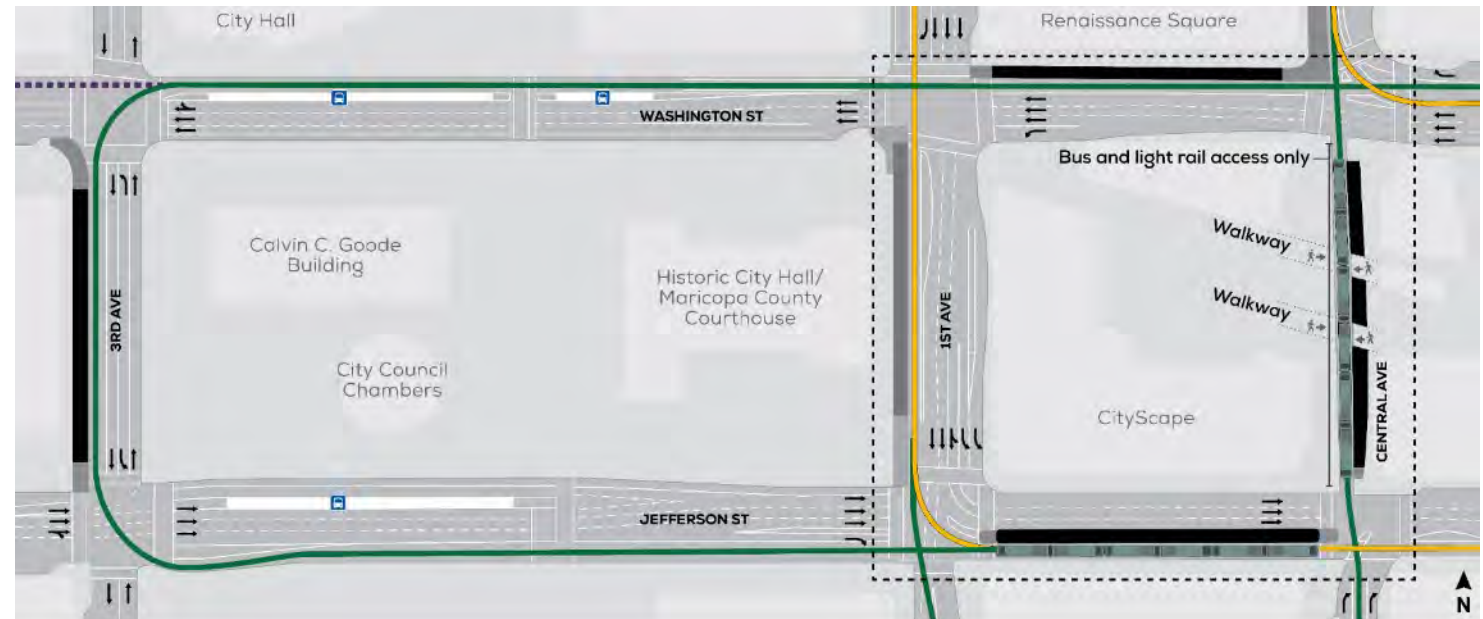 City Hall
Renaissance Square
WASHINGTON ST
Bus and light rail access only
Walkway
Calvin C. Goode
Building
Historic City Hall/
Maricopa County
Courthouse
3RD AVE
1ST AVE
Walkway
City Council
Chambers
CityScape
CENTRAL AVE
JEFFERSON ST
N